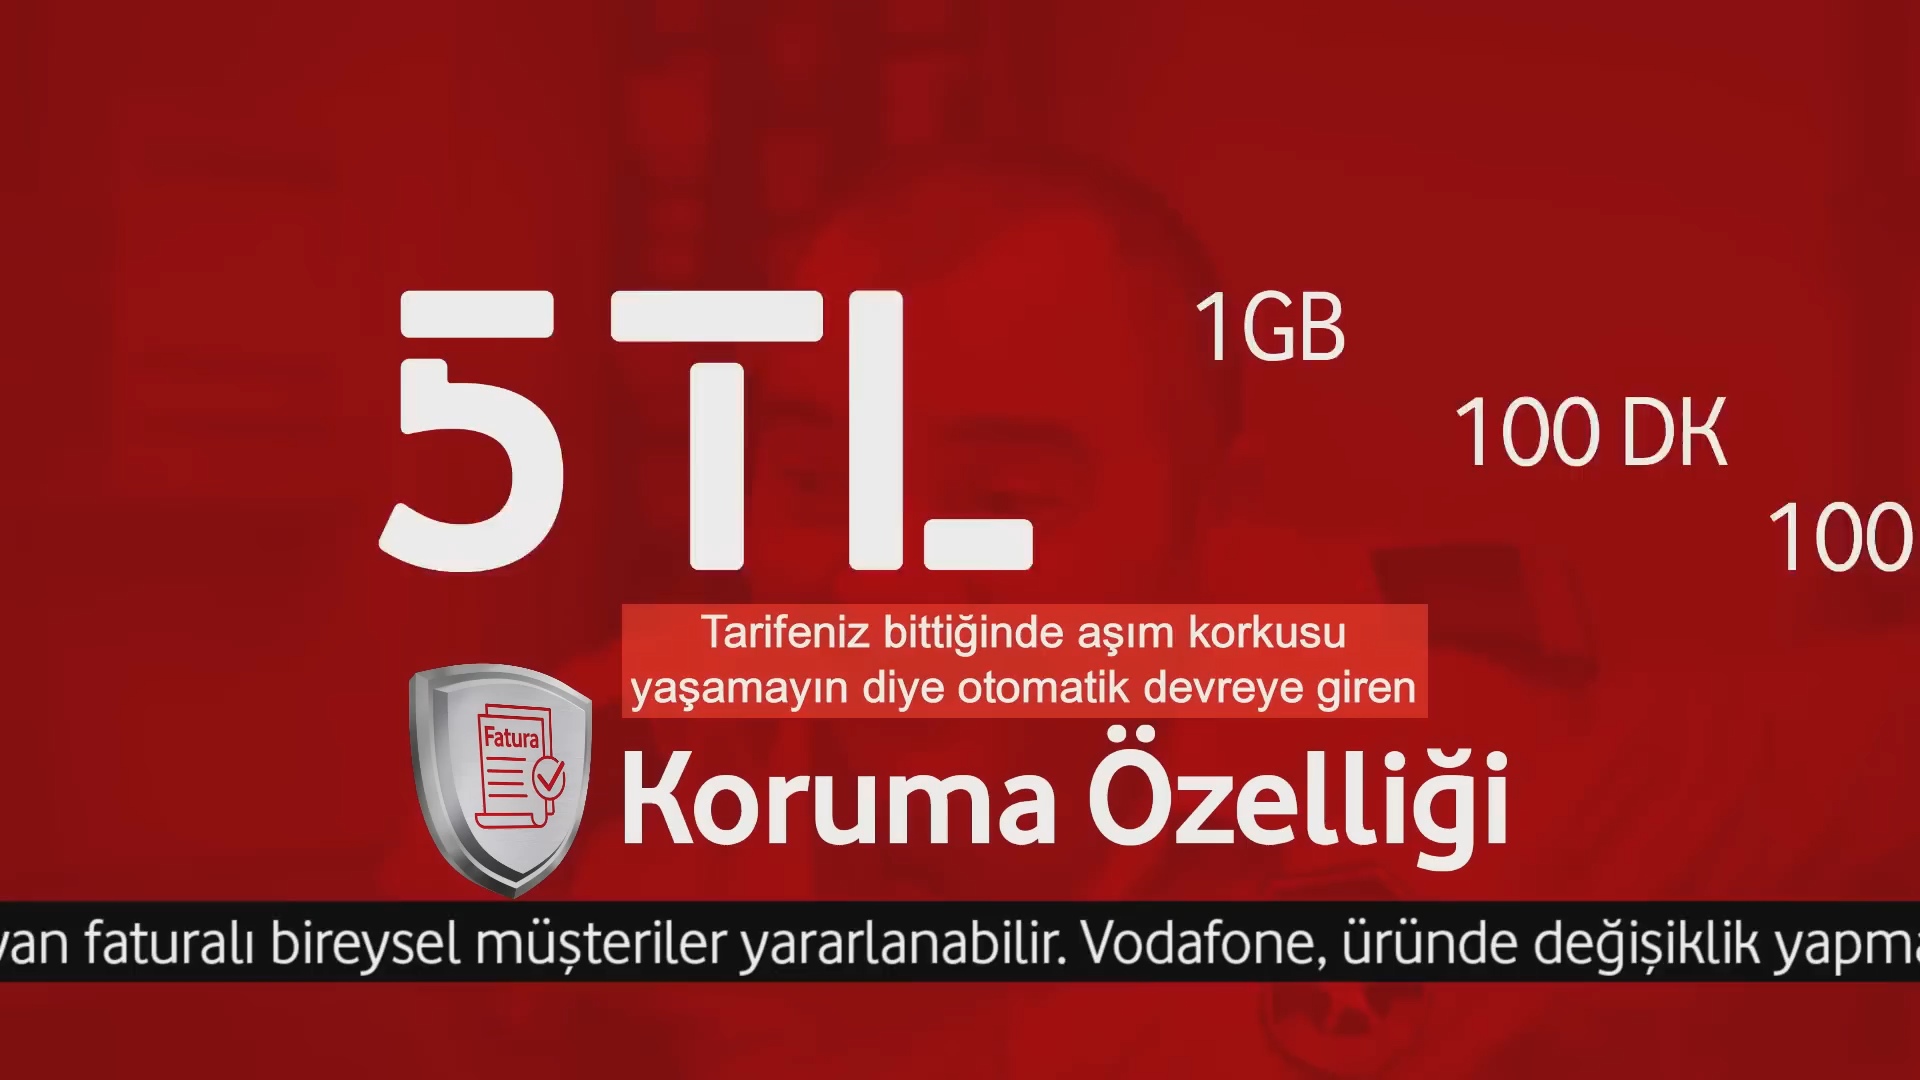 5TL
1GB
100 DK
100
Tarifeniz bittiğinde aşım korkusu
yaşamayın diye otomatik devreye giren
Fatura
Koruma Özelliği
faturalı bireysel müşteriler yararlanabilir. Vodafone, üründe değişiklik